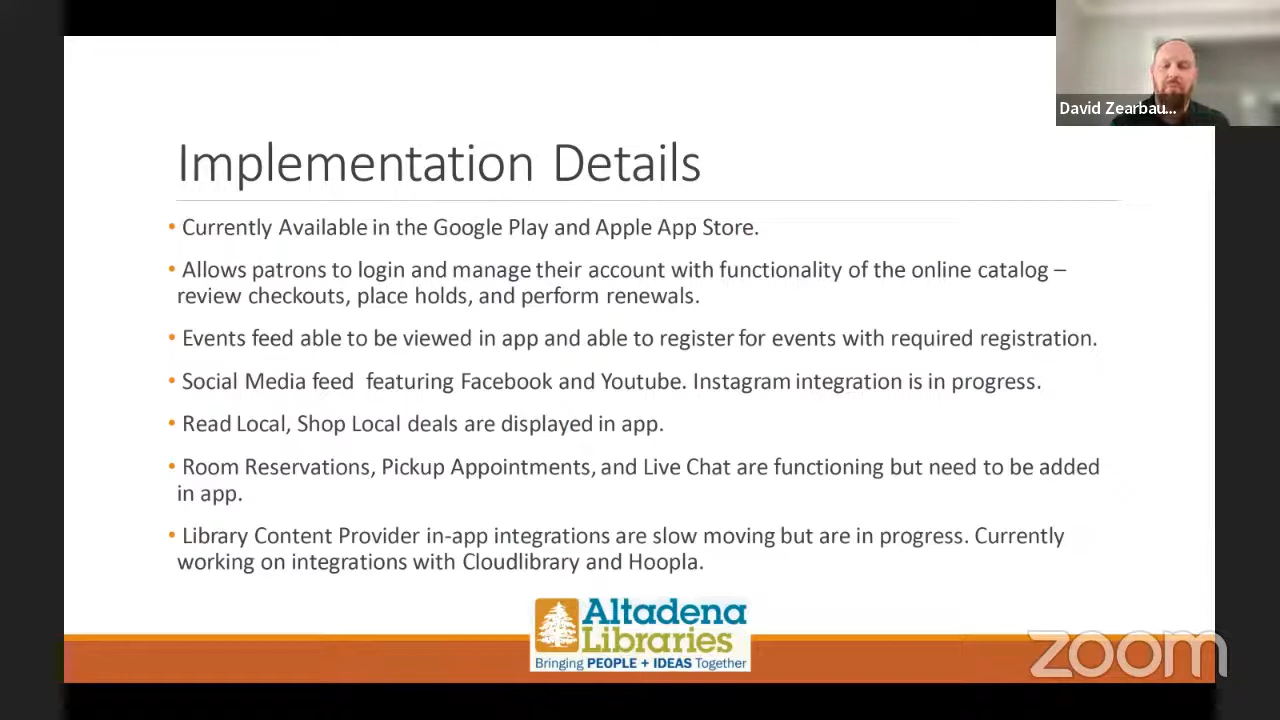 David Zearbau...
Implementation Details
• Currently Available in the Google Play and Apple App Store.
• Allows patrons to login and manage their account with functionality of the online catalog –
review checkouts, place holds, and perform renewals.
• Events feed able to be viewed in app and able to register for events with required registration.
• Social Media feed featuring Facebook and Youtube. Instagram integration is in progress.
• Read Local, Shop Local deals are displayed in app.
• Room Reservations, Pickup Appointments, and Live Chat are functioning but need to be added
in app.
• Library Content Provider in-app integrations are slow moving but are in progress. Currently
working on integrations with Cloudlibrary and Hoopla.
Altadena
Libraries
Bringing PEOPLE + IDEAS Together
zoom